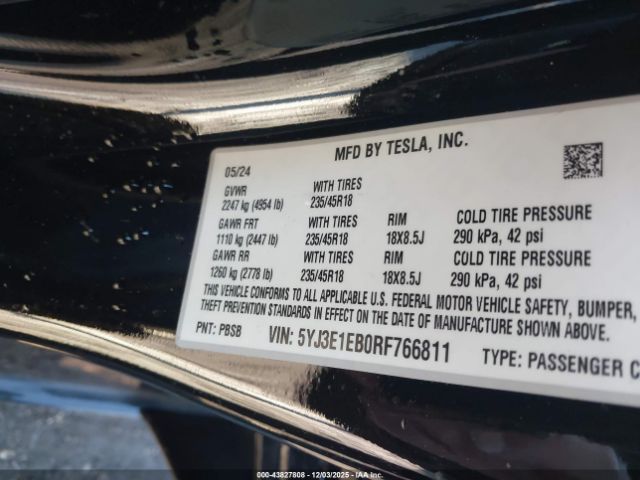 MFD BY TESLA, INC.
05/24
GVWR WITH TIRES
2247 kg (4954 lb) 235/45R18
GAWR FRT WITH TIRES RIM COLD TIRE PRESSURE
1110 kg (2447 lb) 235/45R18 18X8.5J 290 kPa, 42 psi
GAWR RR WITH TIRES RIM COLD TIRE PRESSURE
1260 kg (2778 lb) 235/45R18 18X8.5J 290 kPa, 42 psi
THIS VEHICLE CONFORMS TO ALL APPLICABLE U.S. FEDERAL MOTOR VEHICLE SAFETY, BUMPER,
THEFT PREVENTION STANDARDS IN EFFECT ON THE DATE OF MANUFACTURE SHOWN ABOVE.
PNT: PBSB VIN: 5YJ3E1EB0RF766811 TYPE: PASSENGER C
000-43827808 - 12/03/2025 - IAAI.COM